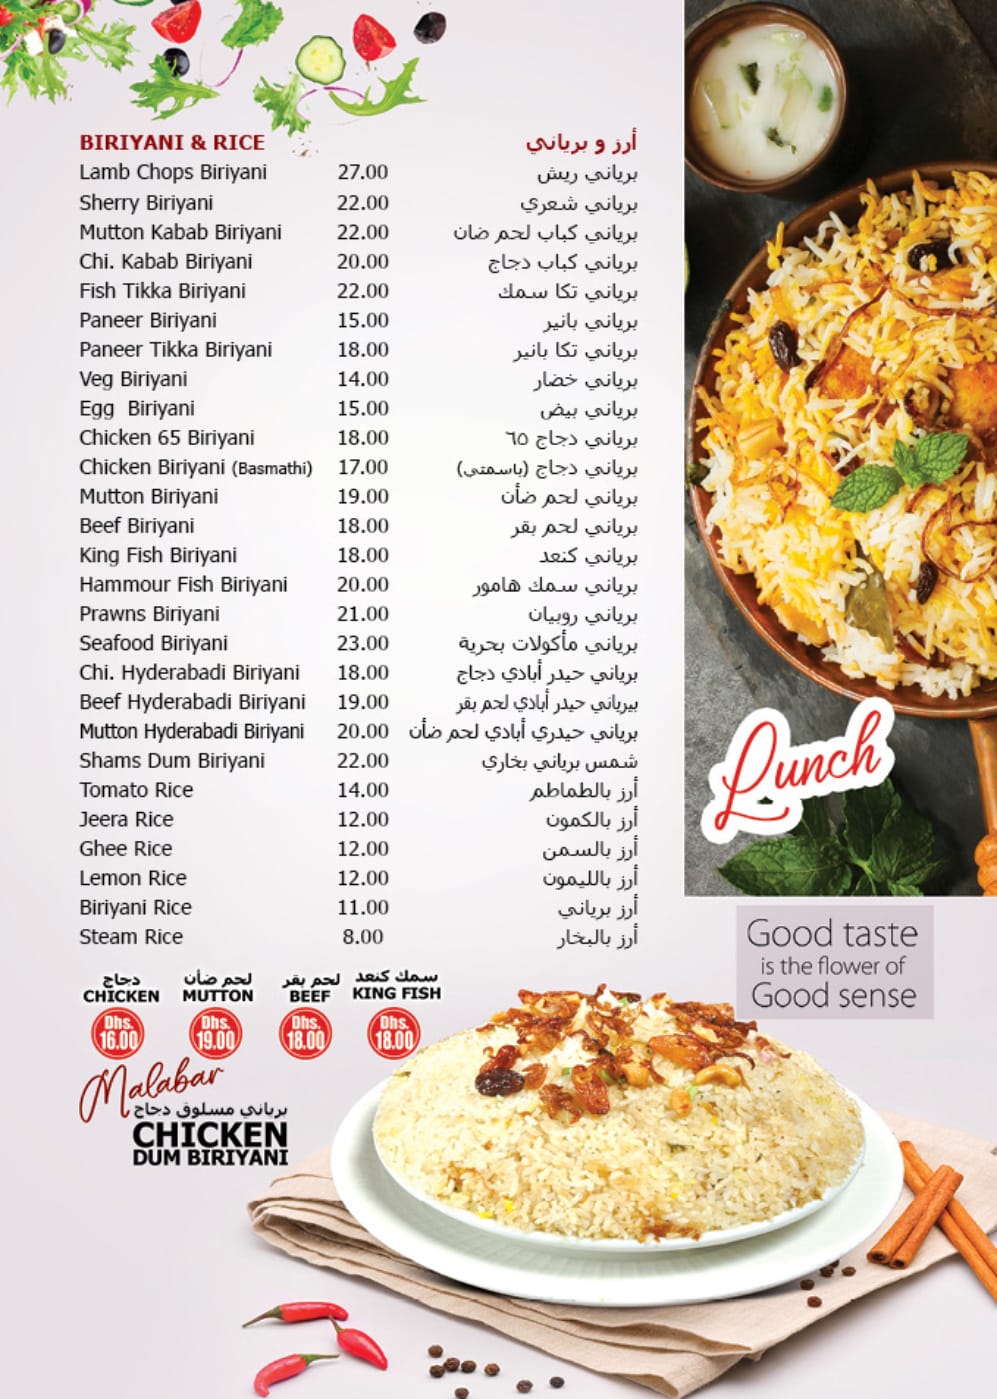 BIRIYANI & RICE أرز و برياني
Lamb Chops Biriyani 27.00 برياني ريش
Sherry Biriyani 22.00 برياني شعري
Mutton Kabab Biriyani 22.00 برياني كباب لحم ضان
Chi. Kabab Biriyani 20.00 برياني كباب دجاج
Fish Tikka Biriyani 22.00 برياني تكا سمك
Paneer Biriyani 15.00 برياني بانير
Paneer Tikka Biriyani 18.00 برياني تكا بانير
Veg Biriyani 14.00 برياني خضار
Egg Biriyani 15.00 برياني بيض
Chicken 65 Biriyani 18.00 برياني دجاج ٦٥
Chicken Biriyani (Basmathi) 17.00 برياني دجاج (باسمتي)
Mutton Biriyani 19.00 برياني لحم ضأن
Beef Biriyani 18.00 برياني لحم بقر
King Fish Biriyani 18.00 برياني كنعد
Hammour Fish Biriyani 20.00 برياني سمك هامور
Prawns Biriyani 21.00 برياني روبيان
Seafood Biriyani 23.00 برياني مأكولات بحرية
Chi. Hyderabadi Biriyani 18.00 برياني حيدر أبادي دجاج
Beef Hyderabadi Biriyani 19.00 بيرياني حيدر أبادي لحم بقر
Mutton Hyderabadi Biriyani 20.00 برياني حيدري أبادي لحم ضأن
Shams Dum Biriyani 22.00 شمس برياني بخاري
Tomato Rice 14.00 أرز بالطماطم
Jeera Rice 12.00 أرز بالكمون
Ghee Rice 12.00 أرز بالسمن
Lemon Rice 12.00 أرز بالليمون
Biriyani Rice 11.00 أرز برياني
Steam Rice 8.00 أرز بالبخار
Lunch
Good taste
is the flower of
Good sense
دجاج لحم ضأن لحم بقر سمك كنعد
CHICKEN MUTTON BEEF KING FISH
Dhs. Dhs. Dhs. Dhs.
16.00 19.00 18.00 18.00
Malabar
برياني مسلوق دجاج
CHICKEN
DUM BIRIYANI